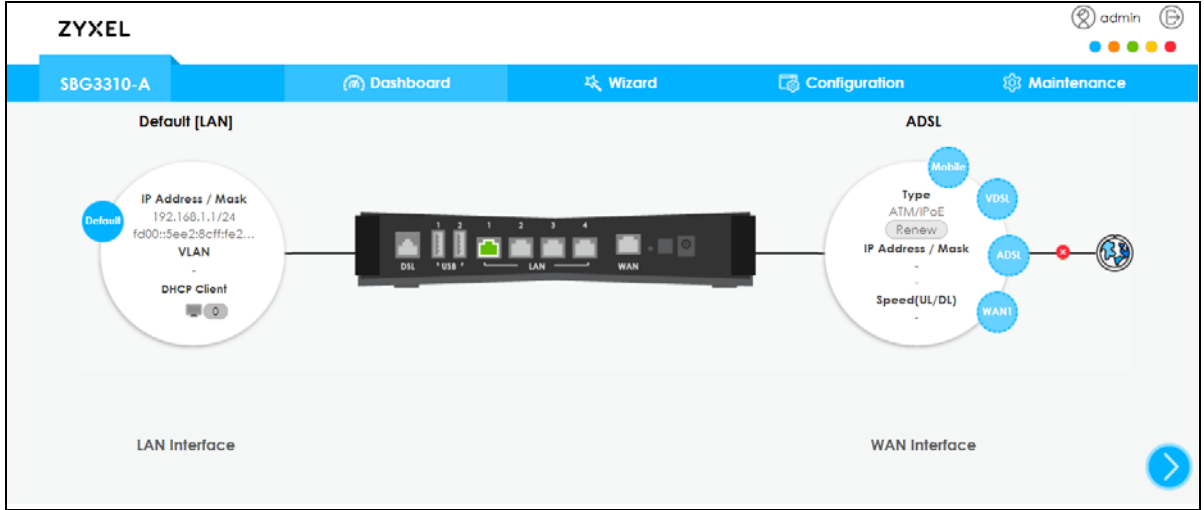 ZYXEL
admin
SBG3310-A
Dashboard
Wizard
Configuration
Maintenance
Default [LAN]
ADSL
Default
IP Address / Mask
192.168.1.1/24
fd00::5ee2:8cff:fe2...
VLAN
-
DHCP Client
0
DSL
1 2
USB
1 2 3 4
LAN
WAN
Mobile
VDSL
ADSL
WAN1
Type
ATM/IPoE
Renew
IP Address / Mask
-
-
Speed(UL/DL)
-
LAN Interface
WAN Interface